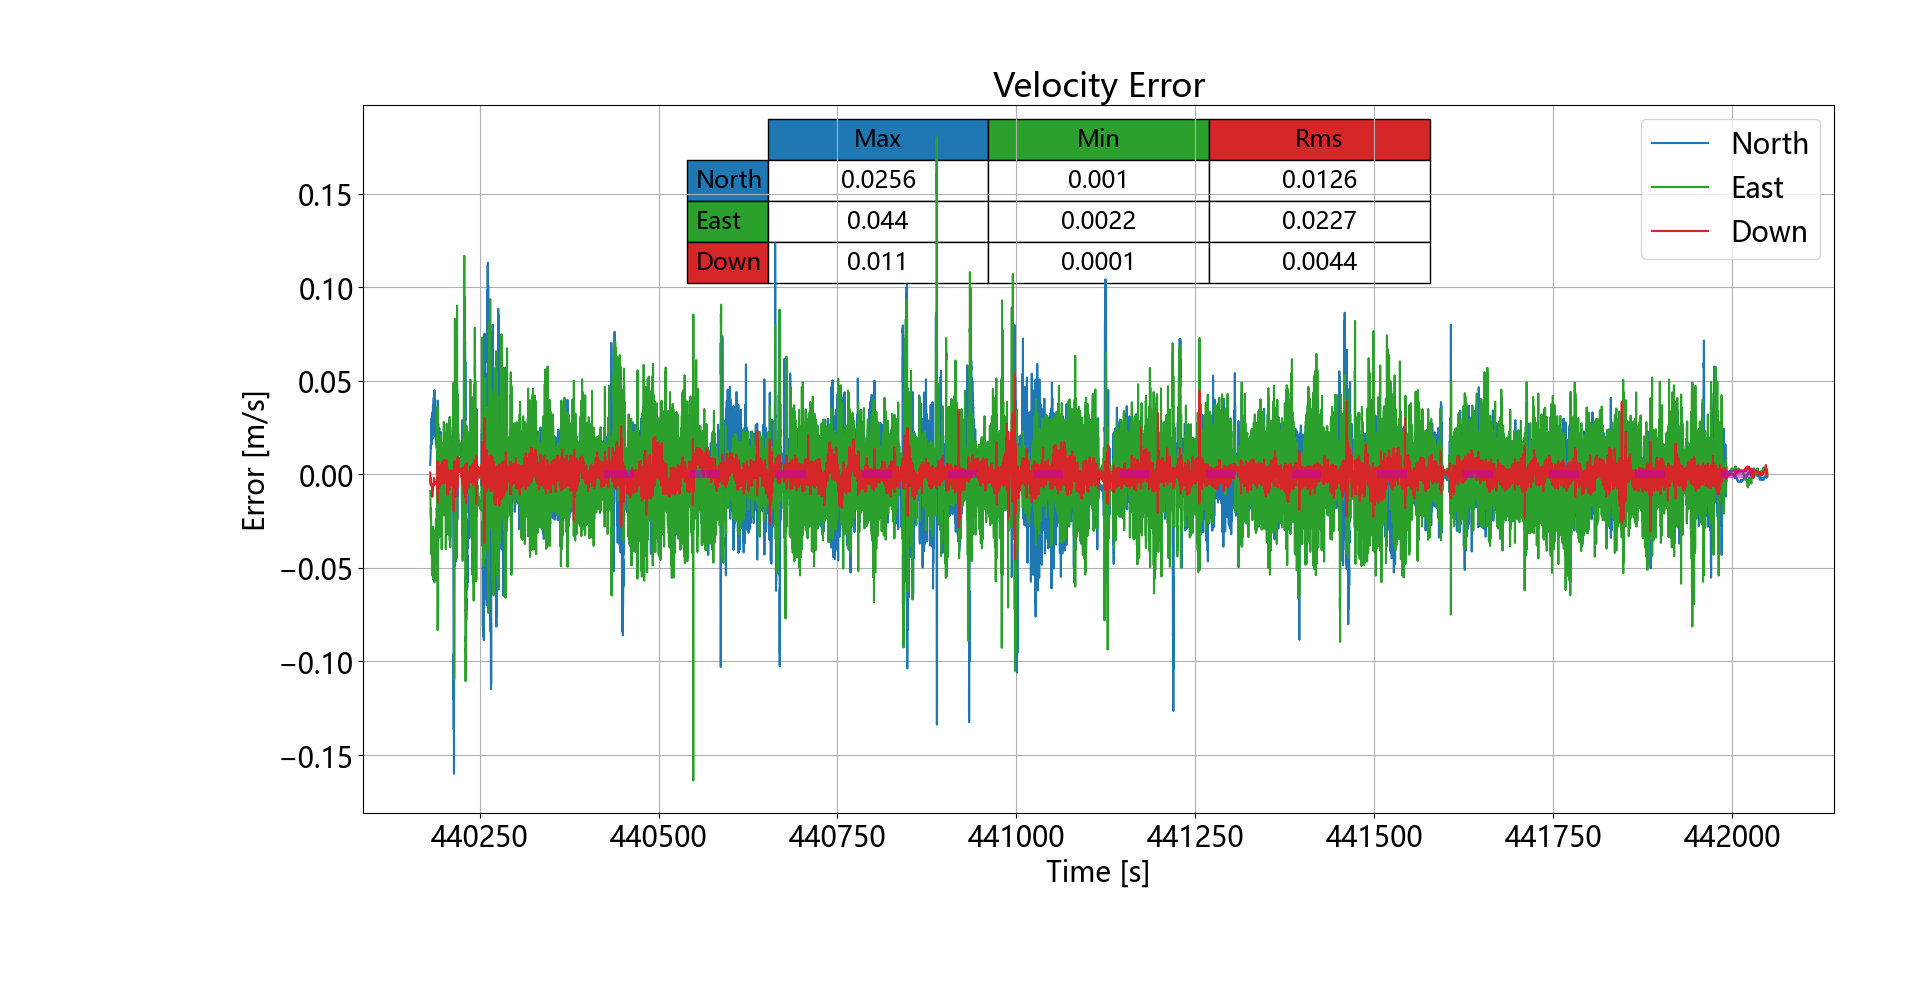 Velocity Error
Max Min Rms
North 0.0256 0.001 0.0126
East 0.044 0.0022 0.0227
Down 0.011 0.0001 0.0044
North
East
Down
0.15
0.10
0.05
0.00
−0.05
−0.10
−0.15
Error [m/s]
440250 440500 440750 441000 441250 441500 441750 442000
Time [s]